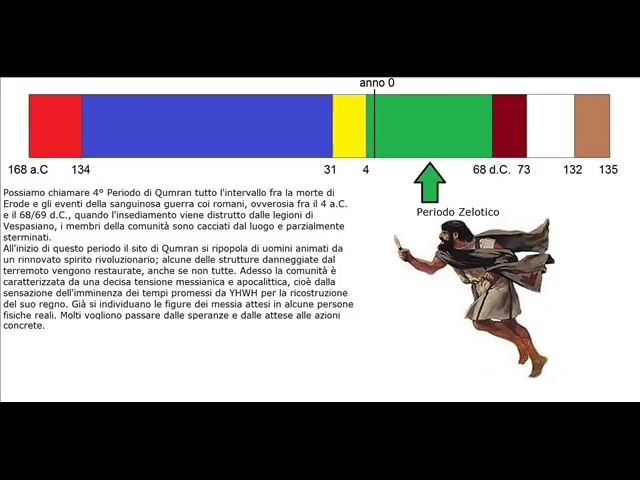 anno 0
168 a.C 134 31 4 68 d.C. 73 132 135
Periodo Zelotico
Possiamo chiamare 4° Periodo di Qumran tutto l'intervallo fra la morte di
Erode e gli eventi della sanguinosa guerra coi romani, ovverosia fra il 4 a.C.
e il 68/69 d.C., quando l'insediamento viene distrutto dalle legioni di
Vespasiano, i membri della comunità sono cacciati dal luogo e parzialmente
sterminati.
All'inizio di questo periodo il sito di Qumran si ripopola di uomini animati da
un rinnovato spirito rivoluzionario; alcune delle strutture danneggiate dal
terremoto vengono restaurate, anche se non tutte. Adesso la comunità è
caratterizzata da una decisa tensione messianica e apocalittica, cioè dalla
sensazione dell'imminenza dei tempi promessi da YHWH per la ricostruzione
del suo regno. Già si individuano le figure dei messia attesi in alcune persone
fisiche reali. Molti vogliono passare dalle speranze e dalle attese alle azioni
concrete.